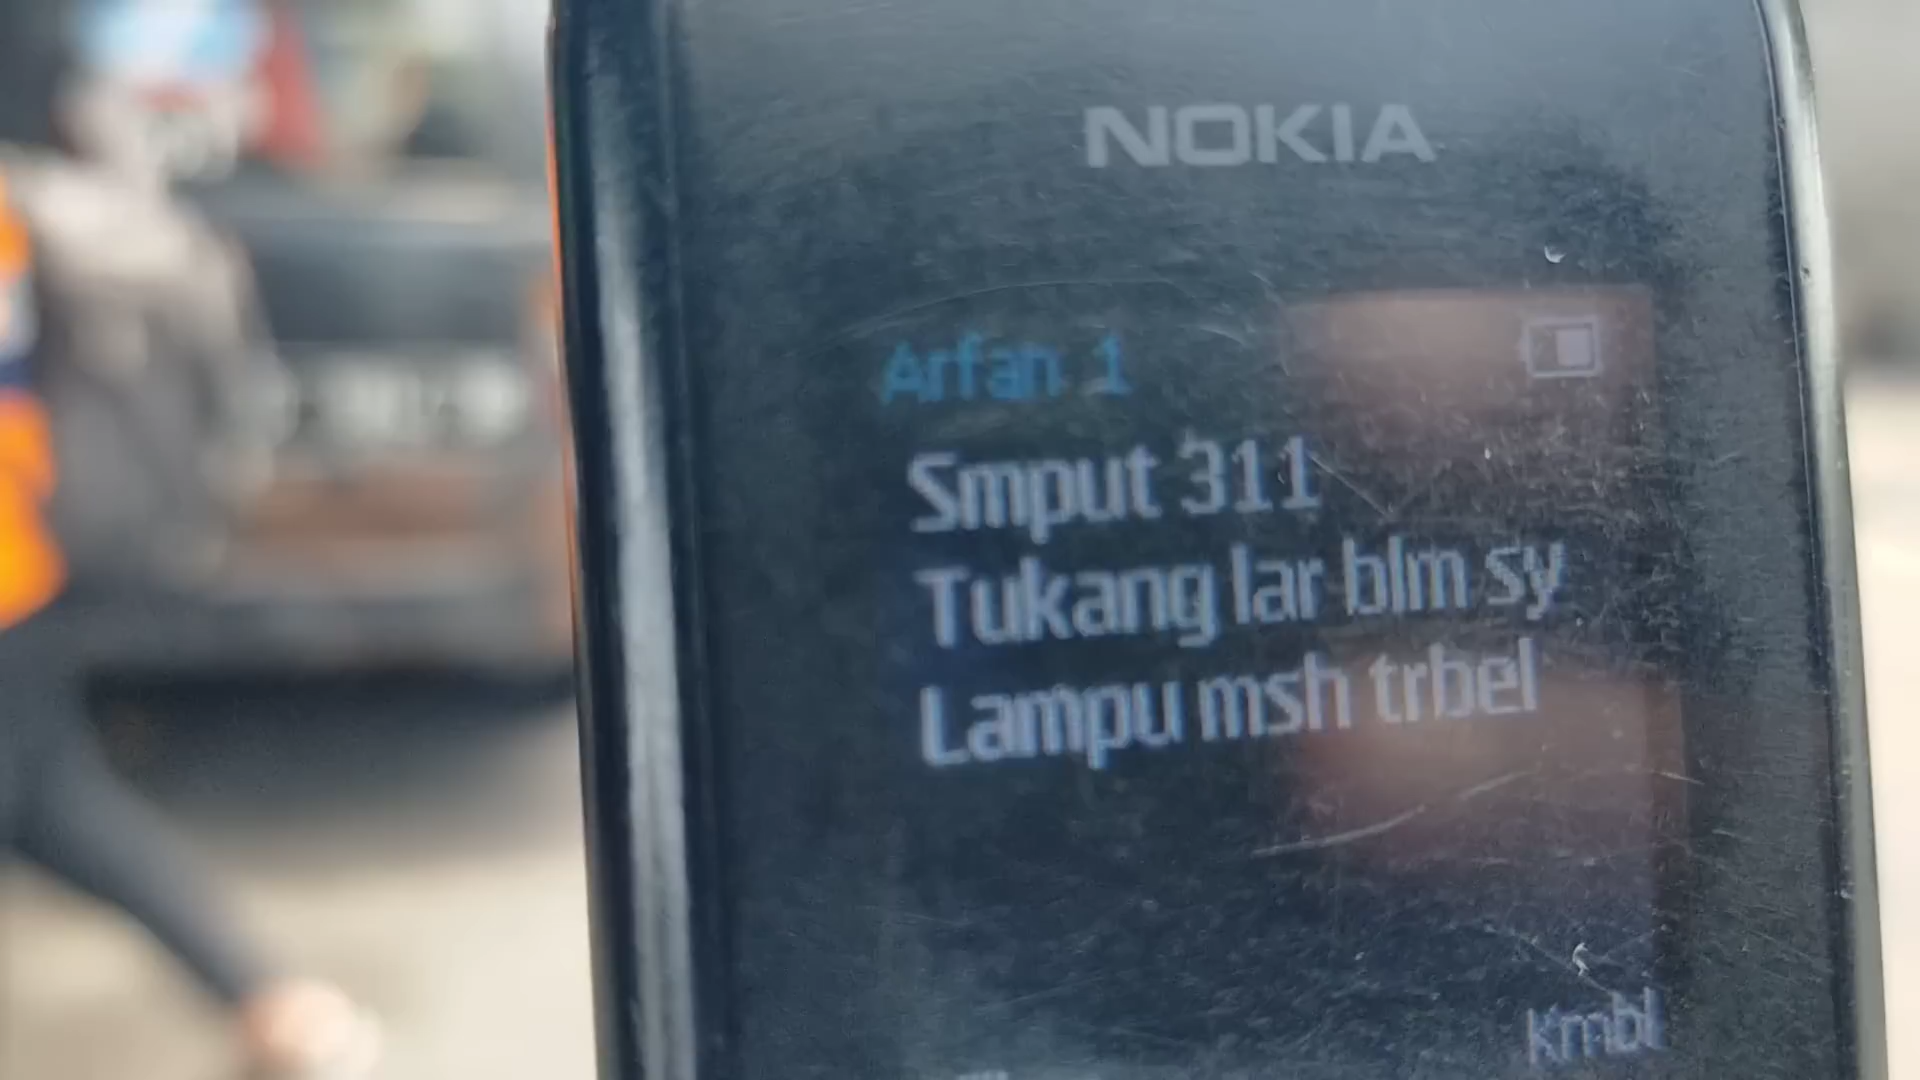 NOKIA
Arfan 1
Smput 311
Tukang lar blm sy
Lampu msh trbel
Kmbl